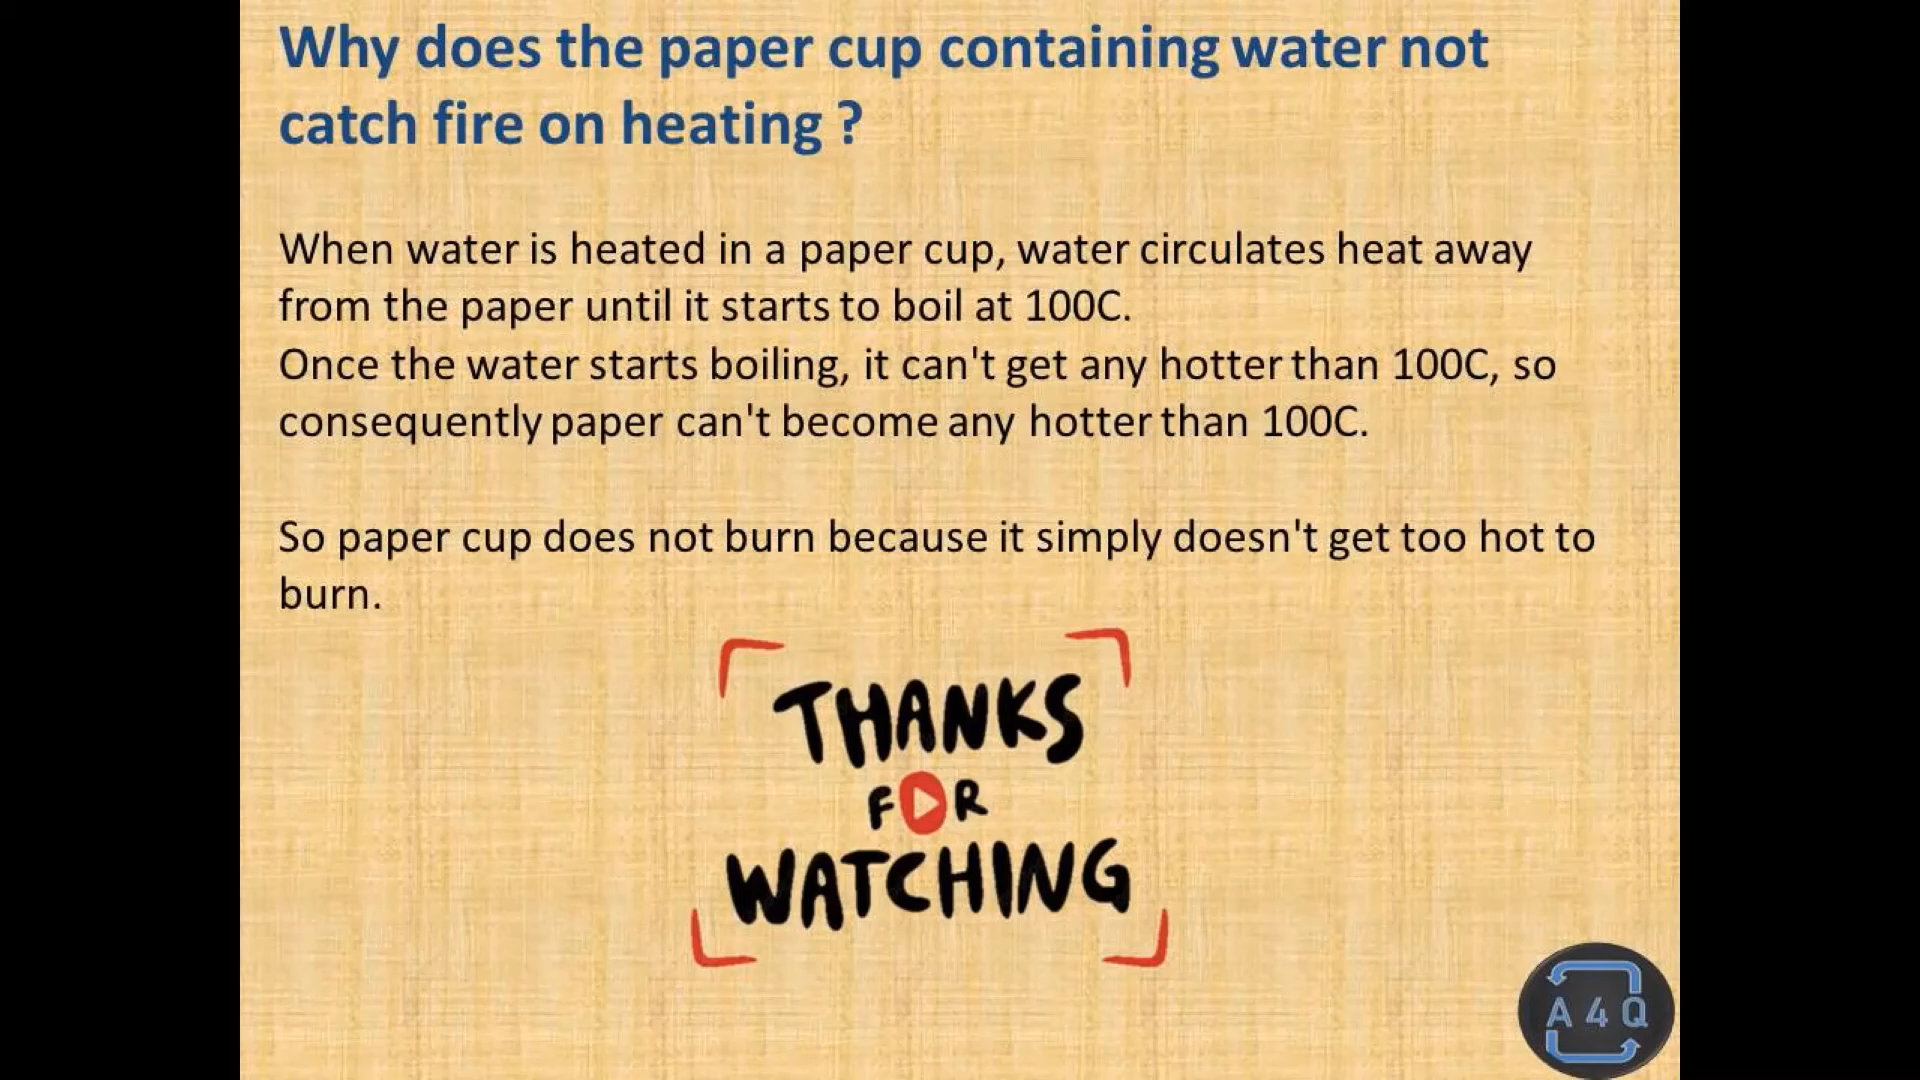 Why does the paper cup containing water not
catch fire on heating ?
When water is heated in a paper cup, water circulates heat away
from the paper until it starts to boil at 100C.
Once the water starts boiling, it can't get any hotter than 100C, so
consequently paper can't become any hotter than 100C.
So paper cup does not burn because it simply doesn't get too hot to
burn.
THANKS
FOR
WATCHING
A 4 Q